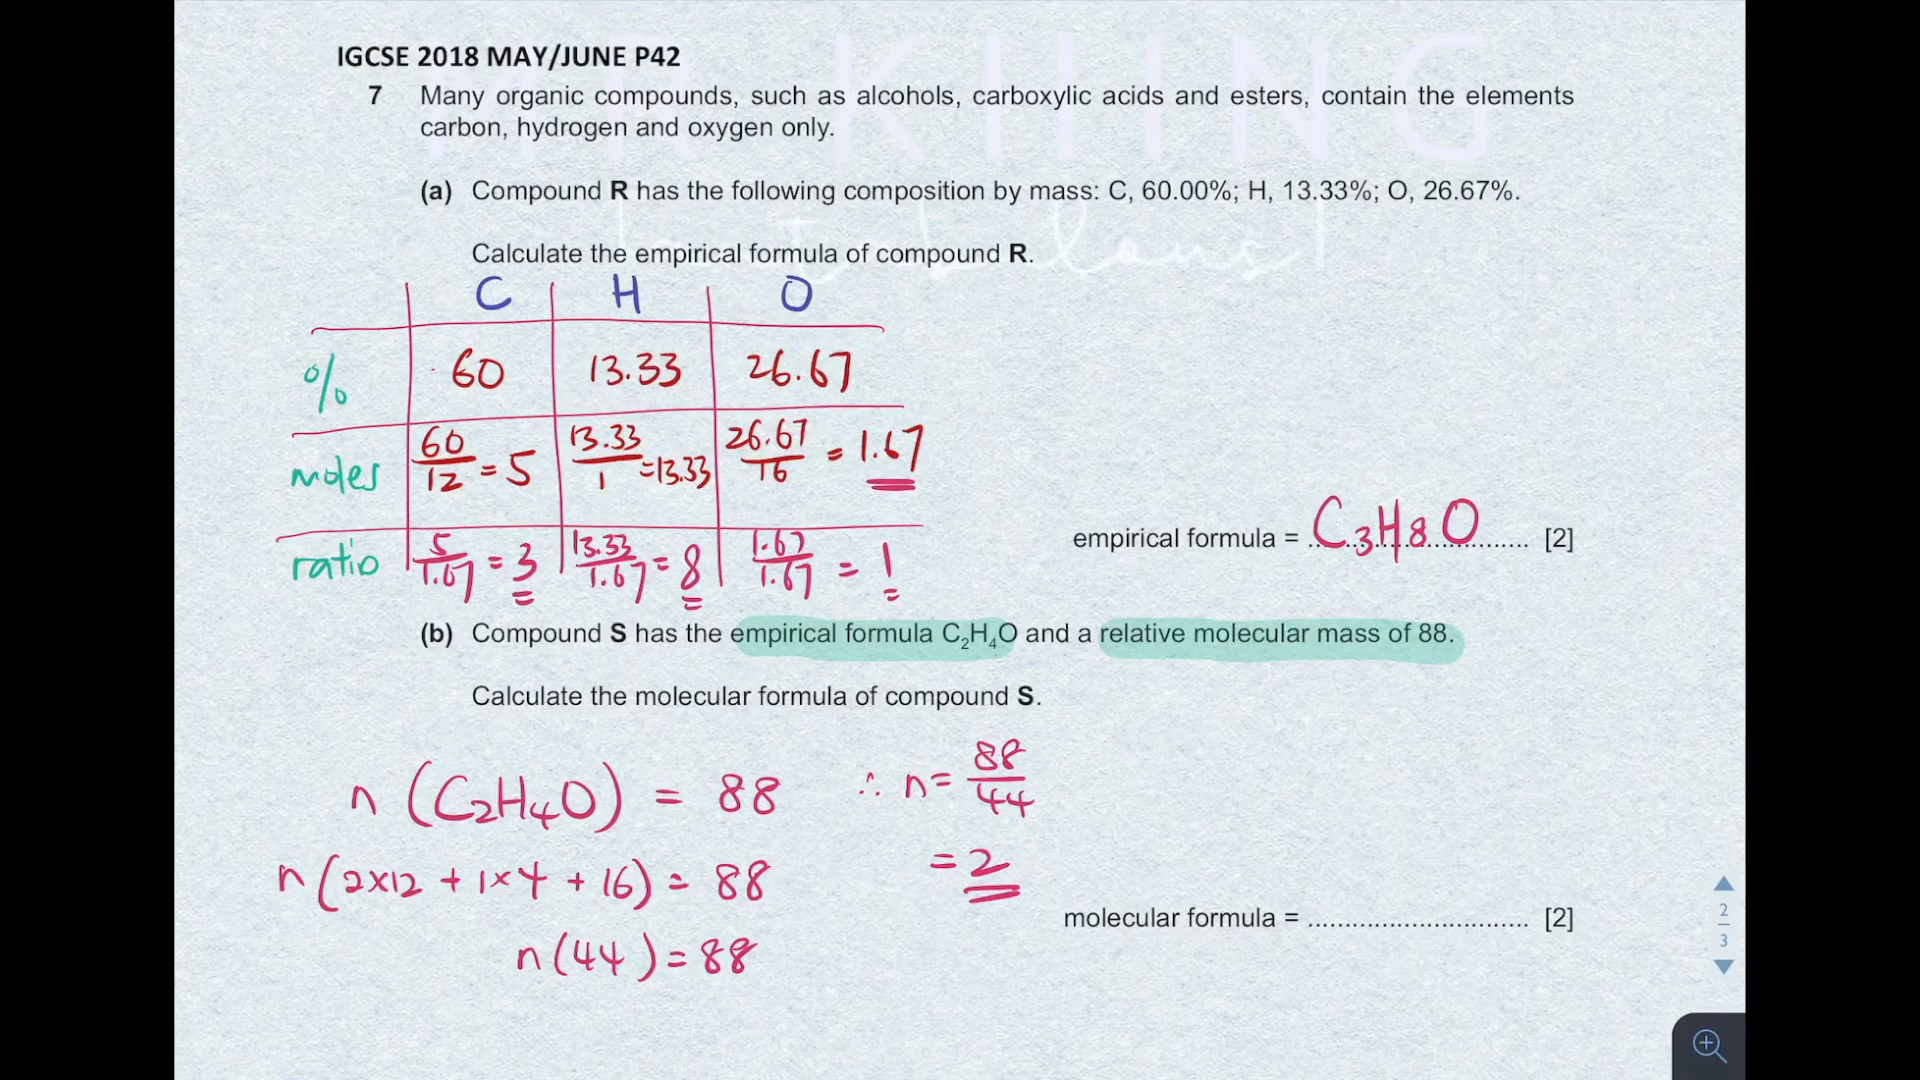 IGCSE 2018 MAY/JUNE P42
7 Many organic compounds, such as alcohols, carboxylic acids and esters, contain the elements
carbon, hydrogen and oxygen only.
(a) Compound R has the following composition by mass: C, 60.00%; H, 13.33%; O, 26.67%.
Calculate the empirical formula of compound R.
C H O
% 60 13.33 26.67
moles 60/12 = 5 13.33/1 = 13.33 26.67/16 = 1.67
empirical formula = C₃H₈O [2]
ratio 5/1.67 = 3 13.33/1.67 = 8 1.67/1.67 = 1
(b) Compound S has the empirical formula C₂H₄O and a relative molecular mass of 88.
Calculate the molecular formula of compound S.
n (C₂H₄O) = 88 ∴ n = 88/44
n (2×12 + 1×4 + 16) = 88 = 2
molecular formula = .............................. [2]
n (44) = 88
2
3